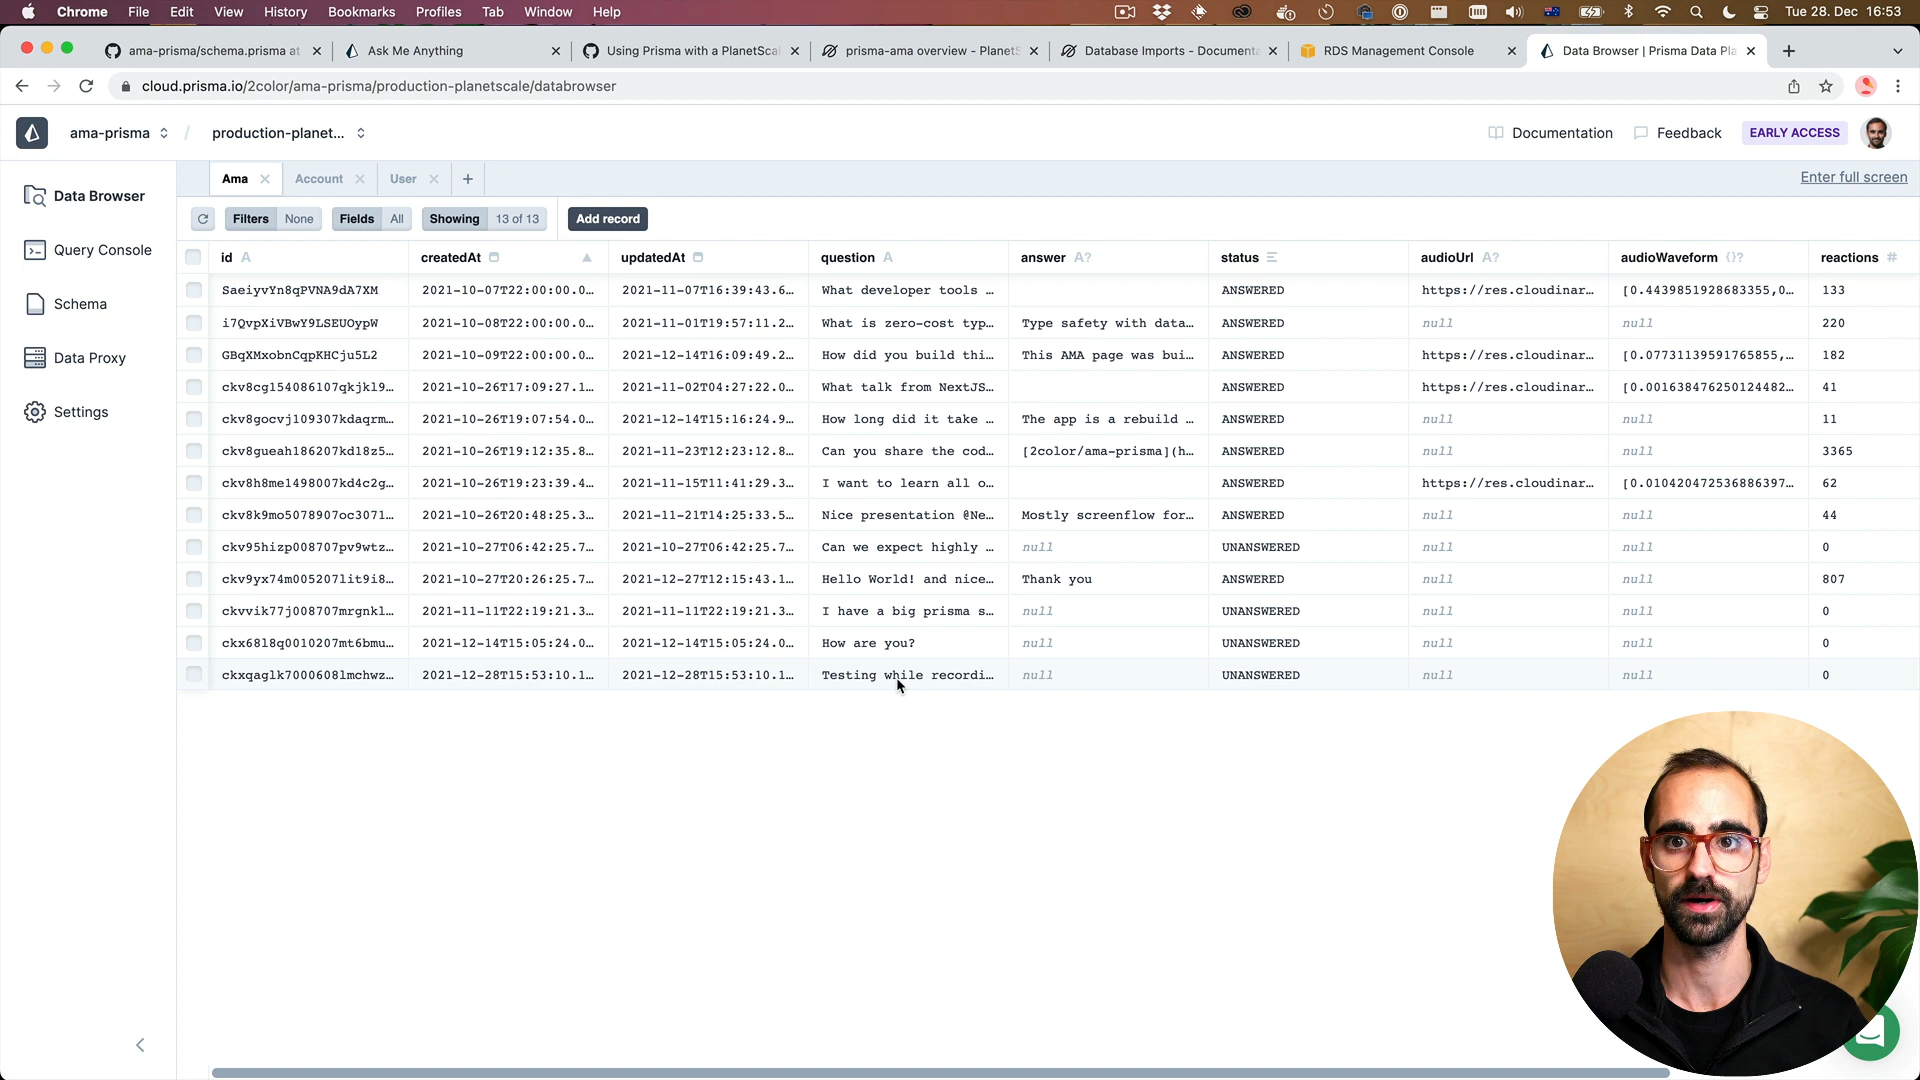 Chrome File Edit View History Bookmarks Profiles Tab Window Help Tue 28. Dec 16:53
ama-prisma/schema.prisma at Ask Me Anything Using Prisma with a PlanetSca prisma-ama overview - PlanetS Database Imports - Documenta RDS Management Console Data Browser | Prisma Data Pla
cloud.prisma.io/2color/ama-prisma/production-planetscale/databrowser
ama-prisma / production-planet... Documentation Feedback EARLY ACCESS
Data Browser
Query Console
Schema
Data Proxy
Settings
Ama Account User + Enter full screen
Filters None Fields All Showing 13 of 13 Add record
id A createdAt updatedAt question A answer A? status audioUrl A? audioWaveform {}? reactions #
SaeiyvYn8qPVNA9dA7XM 2021-10-07T22:00:00.0… 2021-11-07T16:39:43.6… What developer tools … ANSWERED https://res.cloudinar… [0.4439851928683355,0… 133
i7QvpXiVBwY9LSEUOypW 2021-10-08T22:00:00.0… 2021-11-01T19:57:11.2… What is zero-cost typ… Type safety with data… ANSWERED null null 220
GBqXMxobnCqpKHCju5L2 2021-10-09T22:00:00.0… 2021-12-14T16:09:49.2… How did you build thi… This AMA page was bui… ANSWERED https://res.cloudinar… [0.07731139591765855,… 182
ckv8cg154086107qkjkl9… 2021-10-26T17:09:27.1… 2021-11-02T04:27:22.0… What talk from NextJS… ANSWERED https://res.cloudinar… [0.001638476250124482… 41
ckv8gocvj109307kdaqrm… 2021-10-26T19:07:54.0… 2021-12-14T15:16:24.9… How long did it take … The app is a rebuild … ANSWERED null null 11
ckv8gueah186207kd18z5… 2021-10-26T19:12:35.8… 2021-11-23T12:23:12.8… Can you share the cod… [2color/ama-prisma](h… ANSWERED null null 3365
ckv8h8me1498007kd4c2g… 2021-10-26T19:23:39.4… 2021-11-15T11:41:29.3… I want to learn all o… ANSWERED https://res.cloudinar… [0.010420472536886397… 62
ckv8k9mo5078907oc3071… 2021-10-26T20:48:25.3… 2021-11-21T14:25:33.5… Nice presentation @Ne… Mostly screenflow for… ANSWERED null null 44
ckv95hizp008707pv9wtz… 2021-10-27T06:42:25.7… 2021-10-27T06:42:25.7… Can we expect highly … null UNANSWERED null null 0
ckv9yx74m005207lit9i8… 2021-10-27T20:26:25.7… 2021-12-27T12:15:43.1… Hello World! and nice… Thank you ANSWERED null null 807
ckvvik77j008707mrgnkl… 2021-11-11T22:19:21.3… 2021-11-11T22:19:21.3… I have a big prisma s… null UNANSWERED null null 0
ckx68l8q0010207mt6bmu… 2021-12-14T15:05:24.0… 2021-12-14T15:05:24.0… How are you? null UNANSWERED null null 0
ckxqaglk7000608lmchwz… 2021-12-28T15:53:10.1… 2021-12-28T15:53:10.1… Testing while recordi… null UNANSWERED null null 0